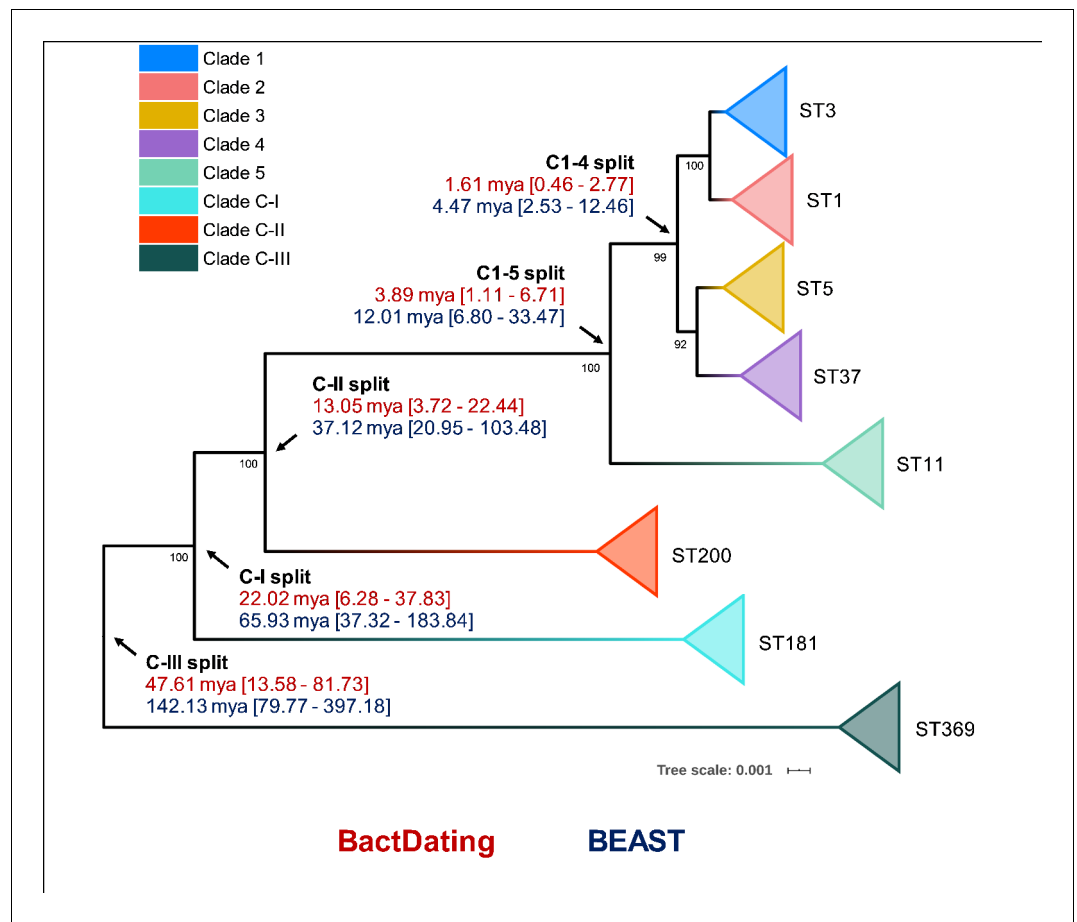 Clade 1
Clade 2
Clade 3
Clade 4
Clade 5
Clade C-I
Clade C-II
Clade C-III
ST3
100
ST1
C1-4 split
1.61 mya [0.46 - 2.77]
4.47 mya [2.53 - 12.46]
99
ST5
92
ST37
C1-5 split
3.89 mya [1.11 - 6.71]
12.01 mya [6.80 - 33.47]
100
C-II split
13.05 mya [3.72 - 22.44]
37.12 mya [20.95 - 103.48]
100
ST11
ST200
100
C-I split
22.02 mya [6.28 - 37.83]
65.93 mya [37.32 - 183.84]
ST181
C-III split
47.61 mya [13.58 - 81.73]
142.13 mya [79.77 - 397.18]
ST369
Tree scale: 0.001
BactDating BEAST